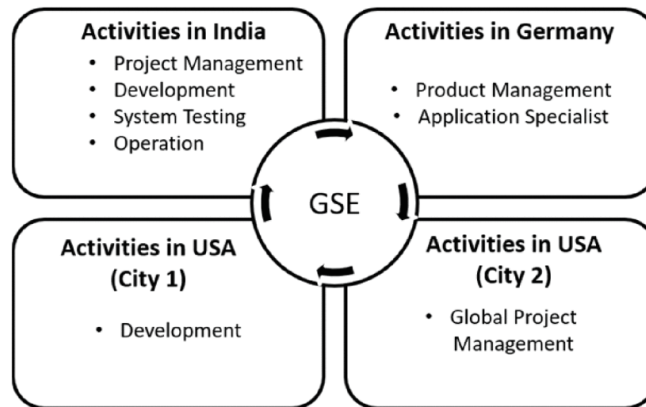 Activities in India
• Project Management
• Development
• System Testing
• Operation
Activities in Germany
• Product Management
• Application Specialist
GSE
Activities in USA
(City 1)
• Development
Activities in USA
(City 2)
• Global Project
Management